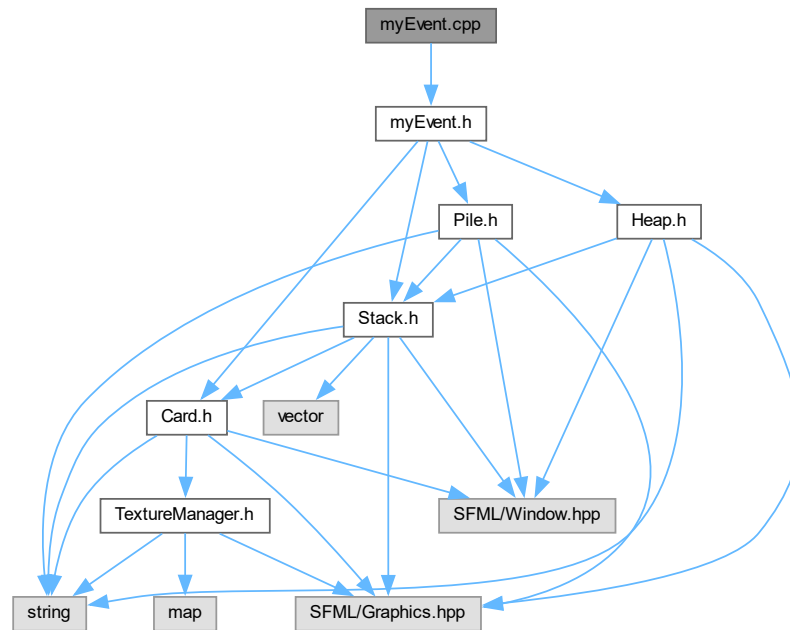 myEvent.cpp
myEvent.h
Pile.h
Heap.h
Stack.h
Card.h
vector
TextureManager.h
SFML/Window.hpp
string
map
SFML/Graphics.hpp